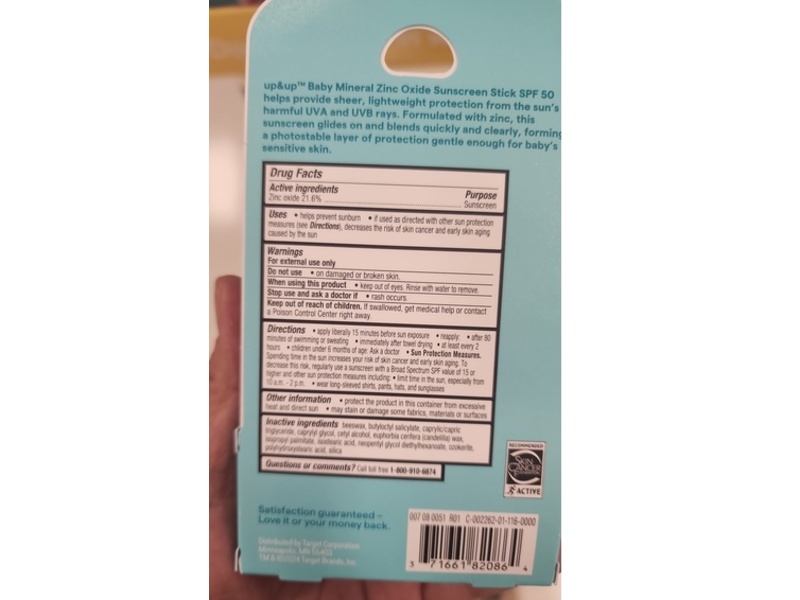 up&up™ Baby Mineral Zinc Oxide Sunscreen Stick SPF 50
helps provide sheer, lightweight protection from the sun's
harmful UVA and UVB rays. Formulated with zinc, this
sunscreen glides on and blends quickly and clearly, forming
a photostable layer of protection gentle enough for baby's
sensitive skin.
Drug Facts
Active ingredients Purpose
Zinc oxide 21.6% Sunscreen
Uses • helps prevent sunburn • if used as directed with other sun protection
measures (see Directions), decreases the risk of skin cancer and early skin aging
caused by the sun
Warnings
For external use only
Do not use • on damaged or broken skin.
When using this product • keep out of eyes. Rinse with water to remove.
Stop use and ask a doctor if • rash occurs.
Keep out of reach of children. If swallowed, get medical help or contact
a Poison Control Center right away.
Directions • apply liberally 15 minutes before sun exposure • reapply: • after 80
minutes of swimming or sweating • immediately after towel drying • at least every 2
hours • children under 6 months of age: Ask a doctor • Sun Protection Measures.
Spending time in the sun increases your risk of skin cancer and early skin aging. To
decrease this risk, regularly use a sunscreen with a Broad Spectrum SPF value of 15 or
higher and other sun protection measures including: • limit time in the sun, especially from
10 a.m. - 2 p.m. • wear long-sleeved shirts, pants, hats, and sunglasses
Other information • protect the product in this container from excessive
heat and direct sun • may stain or damage some fabrics, materials or surfaces
Inactive ingredients beeswax, butyloctyl salicylate, caprylic/capric
triglyceride, caprylyl glycol, cetyl alcohol, euphorbia cerifera (candelilla) wax,
isopropyl palmitate, isostearic acid, neopentyl glycol diethylhexanoate, ozokerite,
polyhydroxystearic acid, silica
Questions or comments? Call toll free 1-800-910-6874
RECOMMENDED
SKIN
CANCER
ACTIVE
Satisfaction guaranteed –
Love it or your money back.
Distributed by Target Corporation
Minneapolis, MN 55403
TM & ©2024 Target Brands, Inc.
007 08 0051 R01 C-002262-01-116-0000
3 71661 82086 4